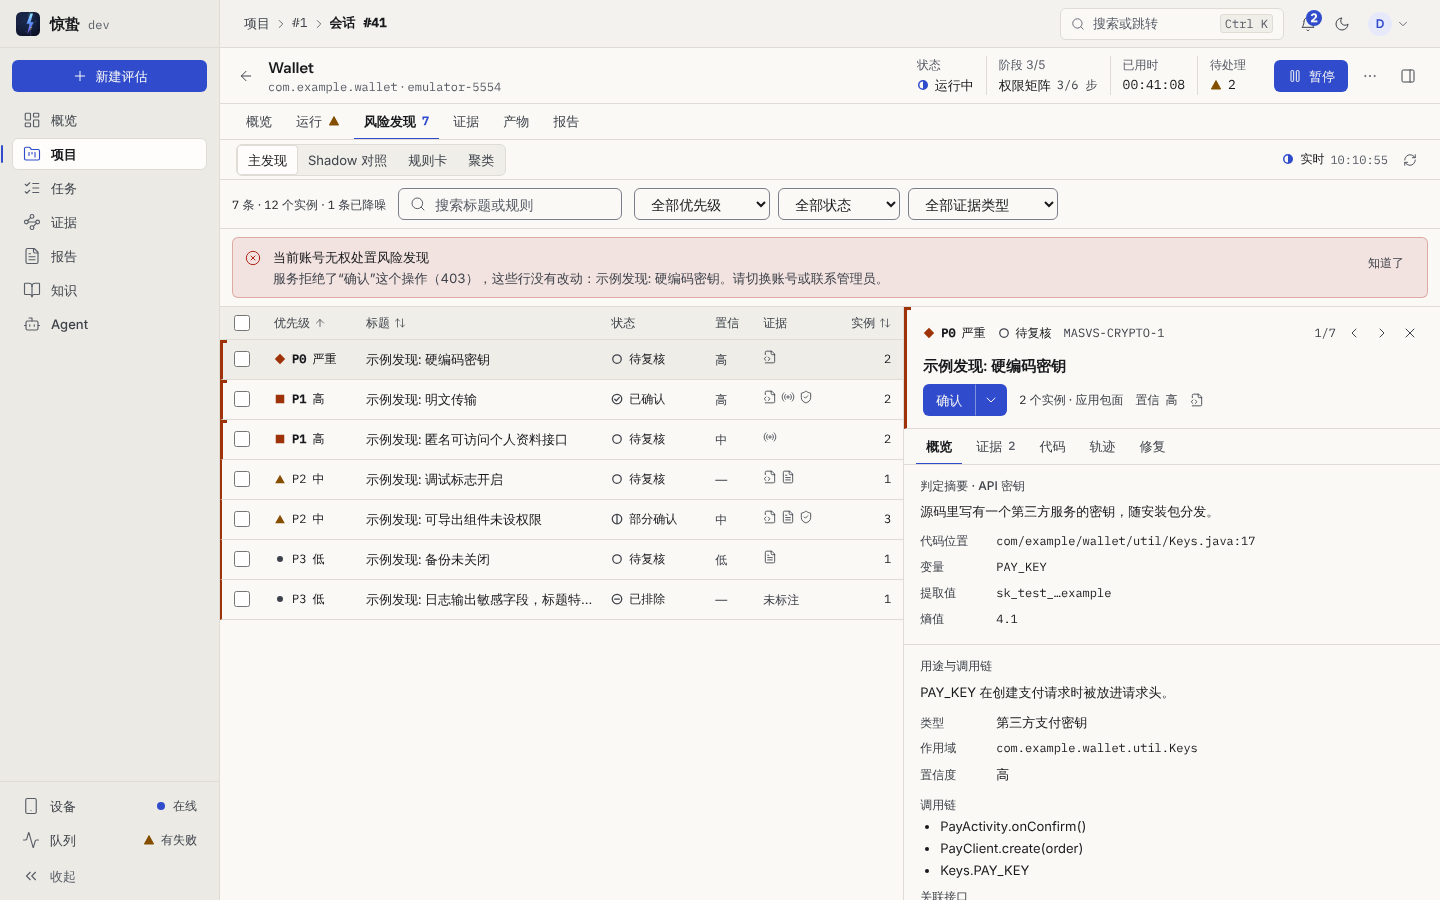 惊蛰 dev
项目 #1 会话 #41
搜索或跳转 Ctrl K
2
D
新建评估
概览
项目
任务
证据
报告
知识
Agent
设备 在线
队列 有失败
收起
Wallet
com.example.wallet · emulator-5554
状态
运行中
阶段 3/5
权限矩阵 3/6 步
已用时
00:41:08
待处理
2
暂停
概览 运行 风险发现 7 证据 产物 报告
主发现 Shadow 对照 规则卡 聚类
实时 10:10:55
7 条 · 12 个实例 · 1 条已降噪
搜索标题或规则
全部优先级 全部状态 全部证据类型
当前账号无权处置风险发现
服务拒绝了“确认”这个操作（403），这些行没有改动：示例发现: 硬编码密钥。请切换账号或联系管理员。
知道了
优先级 标题 状态 置信 证据 实例
P0 严重 示例发现: 硬编码密钥 待复核 高 2
P1 高 示例发现: 明文传输 已确认 高 2
P1 高 示例发现: 匿名可访问个人资料接口 待复核 中 2
P2 中 示例发现: 调试标志开启 待复核 — 1
P2 中 示例发现: 可导出组件未设权限 部分确认 中 3
P3 低 示例发现: 备份未关闭 待复核 低 1
P3 低 示例发现: 日志输出敏感字段，标题特... 已排除 — 未标注 1
P0 严重 待复核 MASVS-CRYPTO-1 1/7
示例发现: 硬编码密钥
确认 2 个实例 · 应用包面 置信 高
概览 证据 2 代码 轨迹 修复
判定摘要 · API 密钥
源码里写有一个第三方服务的密钥，随安装包分发。
代码位置 com/example/wallet/util/Keys.java:17
变量 PAY_KEY
提取值 sk_test_…example
熵值 4.1
用途与调用链
PAY_KEY 在创建支付请求时被放进请求头。
类型 第三方支付密钥
作用域 com.example.wallet.util.Keys
置信度 高
调用链
• PayActivity.onConfirm()
• PayClient.create(order)
• Keys.PAY_KEY
关联接口